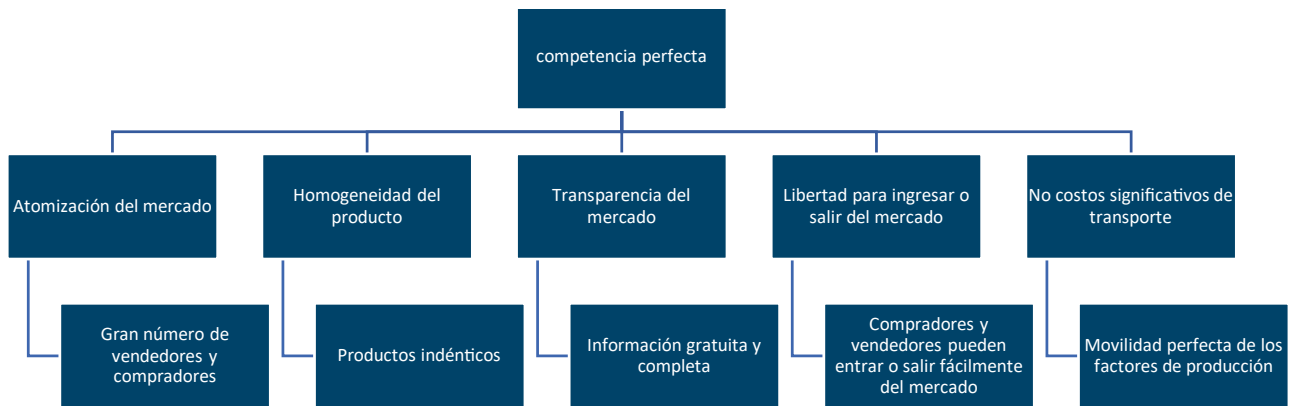 competencia perfecta
Atomización del mercado
Homogeneidad del
producto
Transparencia del
mercado
Libertad para ingresar o
salir del mercado
No costos significativos de
transporte
Gran número de
vendedores y
compradores
Productos indénticos
Información gratuita y
completa
Compradores y
vendedores pueden
entrar o salir fácilmente
del mercado
Movilidad perfecta de los
factores de producción